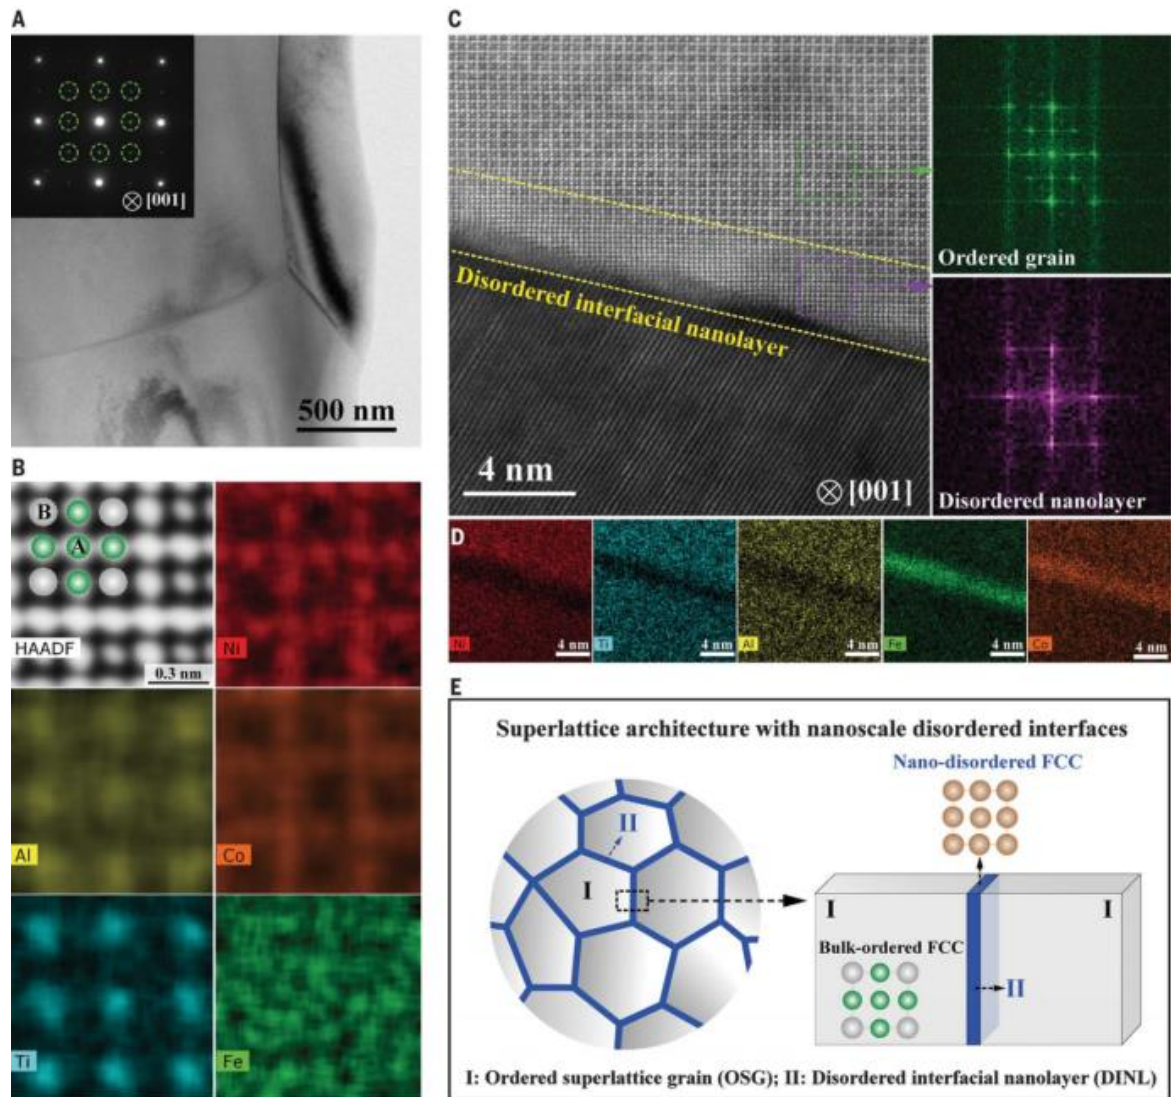 A
⊗ [001]
500 nm
B
B
A
HAADF
0.3 nm
Ni
Al
Co
Ti
Fe
C
Disordered interfacial nanolayer
4 nm
⊗ [001]
Ordered grain
Disordered nanolayer
D
Ni
4 nm
Ti
4 nm
Al
4 nm
Fe
4 nm
Co
4 nm
E
Superlattice architecture with nanoscale disordered interfaces
Nano-disordered FCC
II
I
I
I
Bulk-ordered FCC
II
I: Ordered superlattice grain (OSG); II: Disordered interfacial nanolayer (DINL)